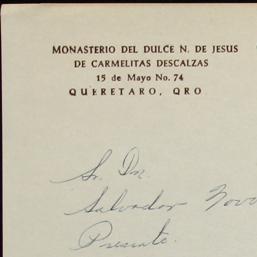 MONASTERIO DEL DULCE N. DE JESUS
DE CARMELITAS DESCALZAS
15 de Mayo No. 74
QUERETARO, QRO
Sr. Dn.
Salvador Novo
Presente.